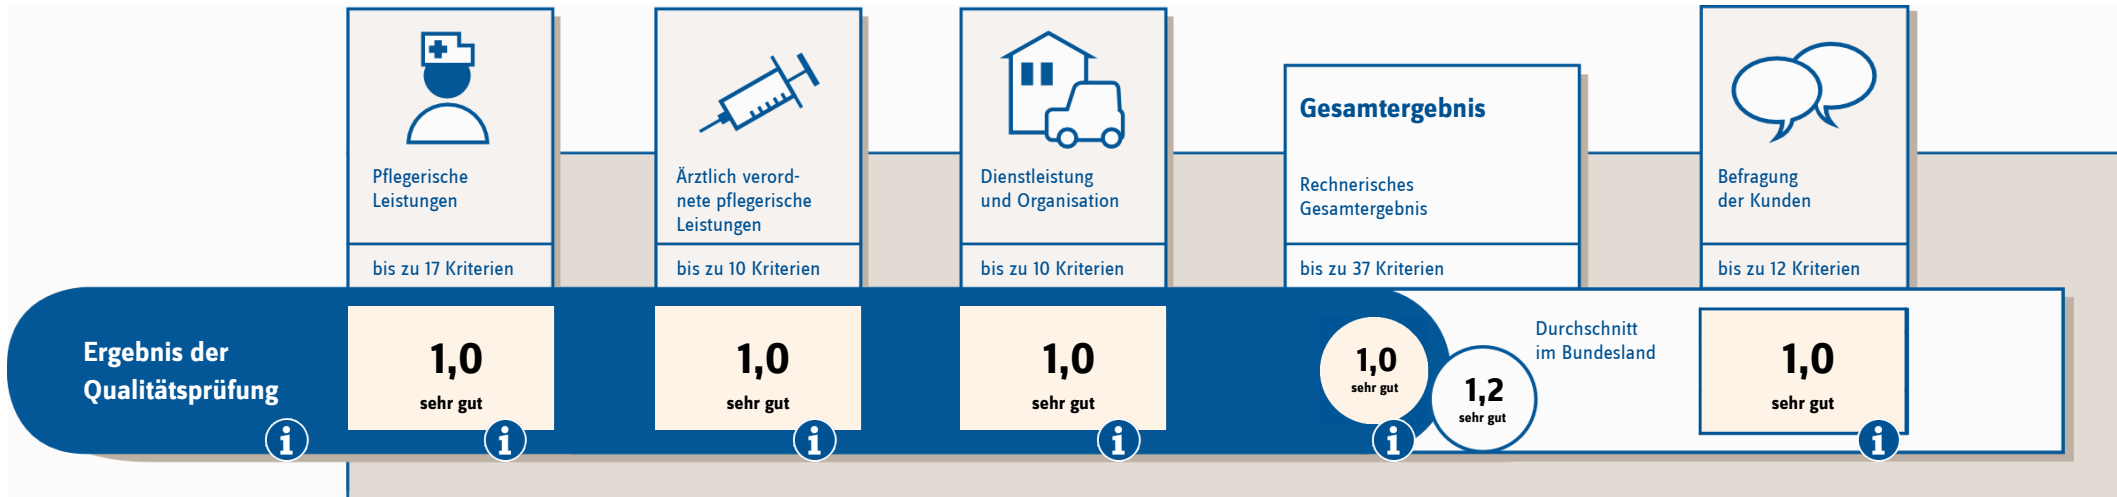 Pflegerische
Leistungen
bis zu 17 Kriterien
Ärztlich verord-
nete pflegerische
Leistungen
bis zu 10 Kriterien
Dienstleistung
und Organisation
bis zu 10 Kriterien
Gesamtergebnis
Rechnerisches
Gesamtergebnis
bis zu 37 Kriterien
Befragung
der Kunden
bis zu 12 Kriterien
Ergebnis der
Qualitätsprüfung
i
1,0
sehr gut
i
1,0
sehr gut
i
1,0
sehr gut
i
1,0
sehr gut
i
1,2
sehr gut
Durchschnitt
im Bundesland
1,0
sehr gut
i